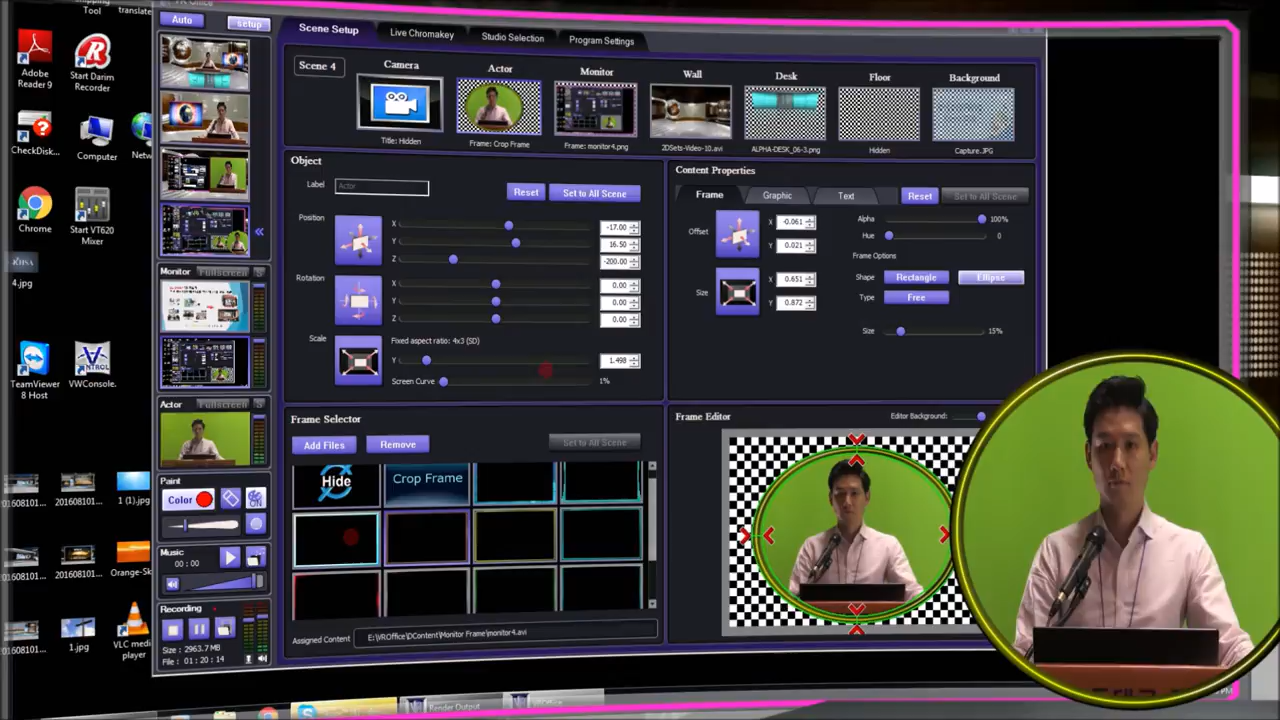 Tool
translate
Adobe
Reader 9
Start Darim
Recorder
CheckDisk...
Computer
Netw
Chrome
Start VT620
Mixer
4.jpg
TeamViewer
8 Host
VWConsole.
201608101...
201608101...
1 (1).jpg
201608101...
201608101...
Orange-Sk
1.jpg
VLC media
player
Auto
setup
Monitor
Fullscreen
S
Actor
Fullscreen
S
Paint
Color
ON
Music
00 : 00
Recording
Size : 2963.7 MB
File : 01 : 20 : 14
Scene Setup
Live Chromakey
Studio Selection
Program Settings
Scene 4
Camera
Actor
Monitor
Wall
Desk
Floor
Background
Title: Hidden
Frame: Crop Frame
Frame: monitor4.png
2DSets-Video-10.avi
ALPHA-DESK_06-3.png
Hidden
Capture.JPG
Object
Label
Actor
Reset
Set to All Scene
Position
X
-17.00
Y
16.50
Z
-200.00
Rotation
X
0.00
Y
0.00
Z
0.00
Scale
Fixed aspect ratio: 4x3 (SD)
Y
1.498
Screen Curve
1%
Content Properties
Frame
Graphic
Text
Reset
Set to All Scene
Offset
X
-0.061
Y
0.021
Size
X
0.651
Y
0.872
Alpha
100%
Hue
0
Frame Options
Shape
Rectangle
Ellipse
Type
Free
Size
15%
Frame Selector
Add Files
Remove
Set to All Scene
Hide
Crop Frame
Assigned Content
E:\VROffice\DContent\Monitor Frame\monitor4.avi
Frame Editor
Editor Background:
Render Output